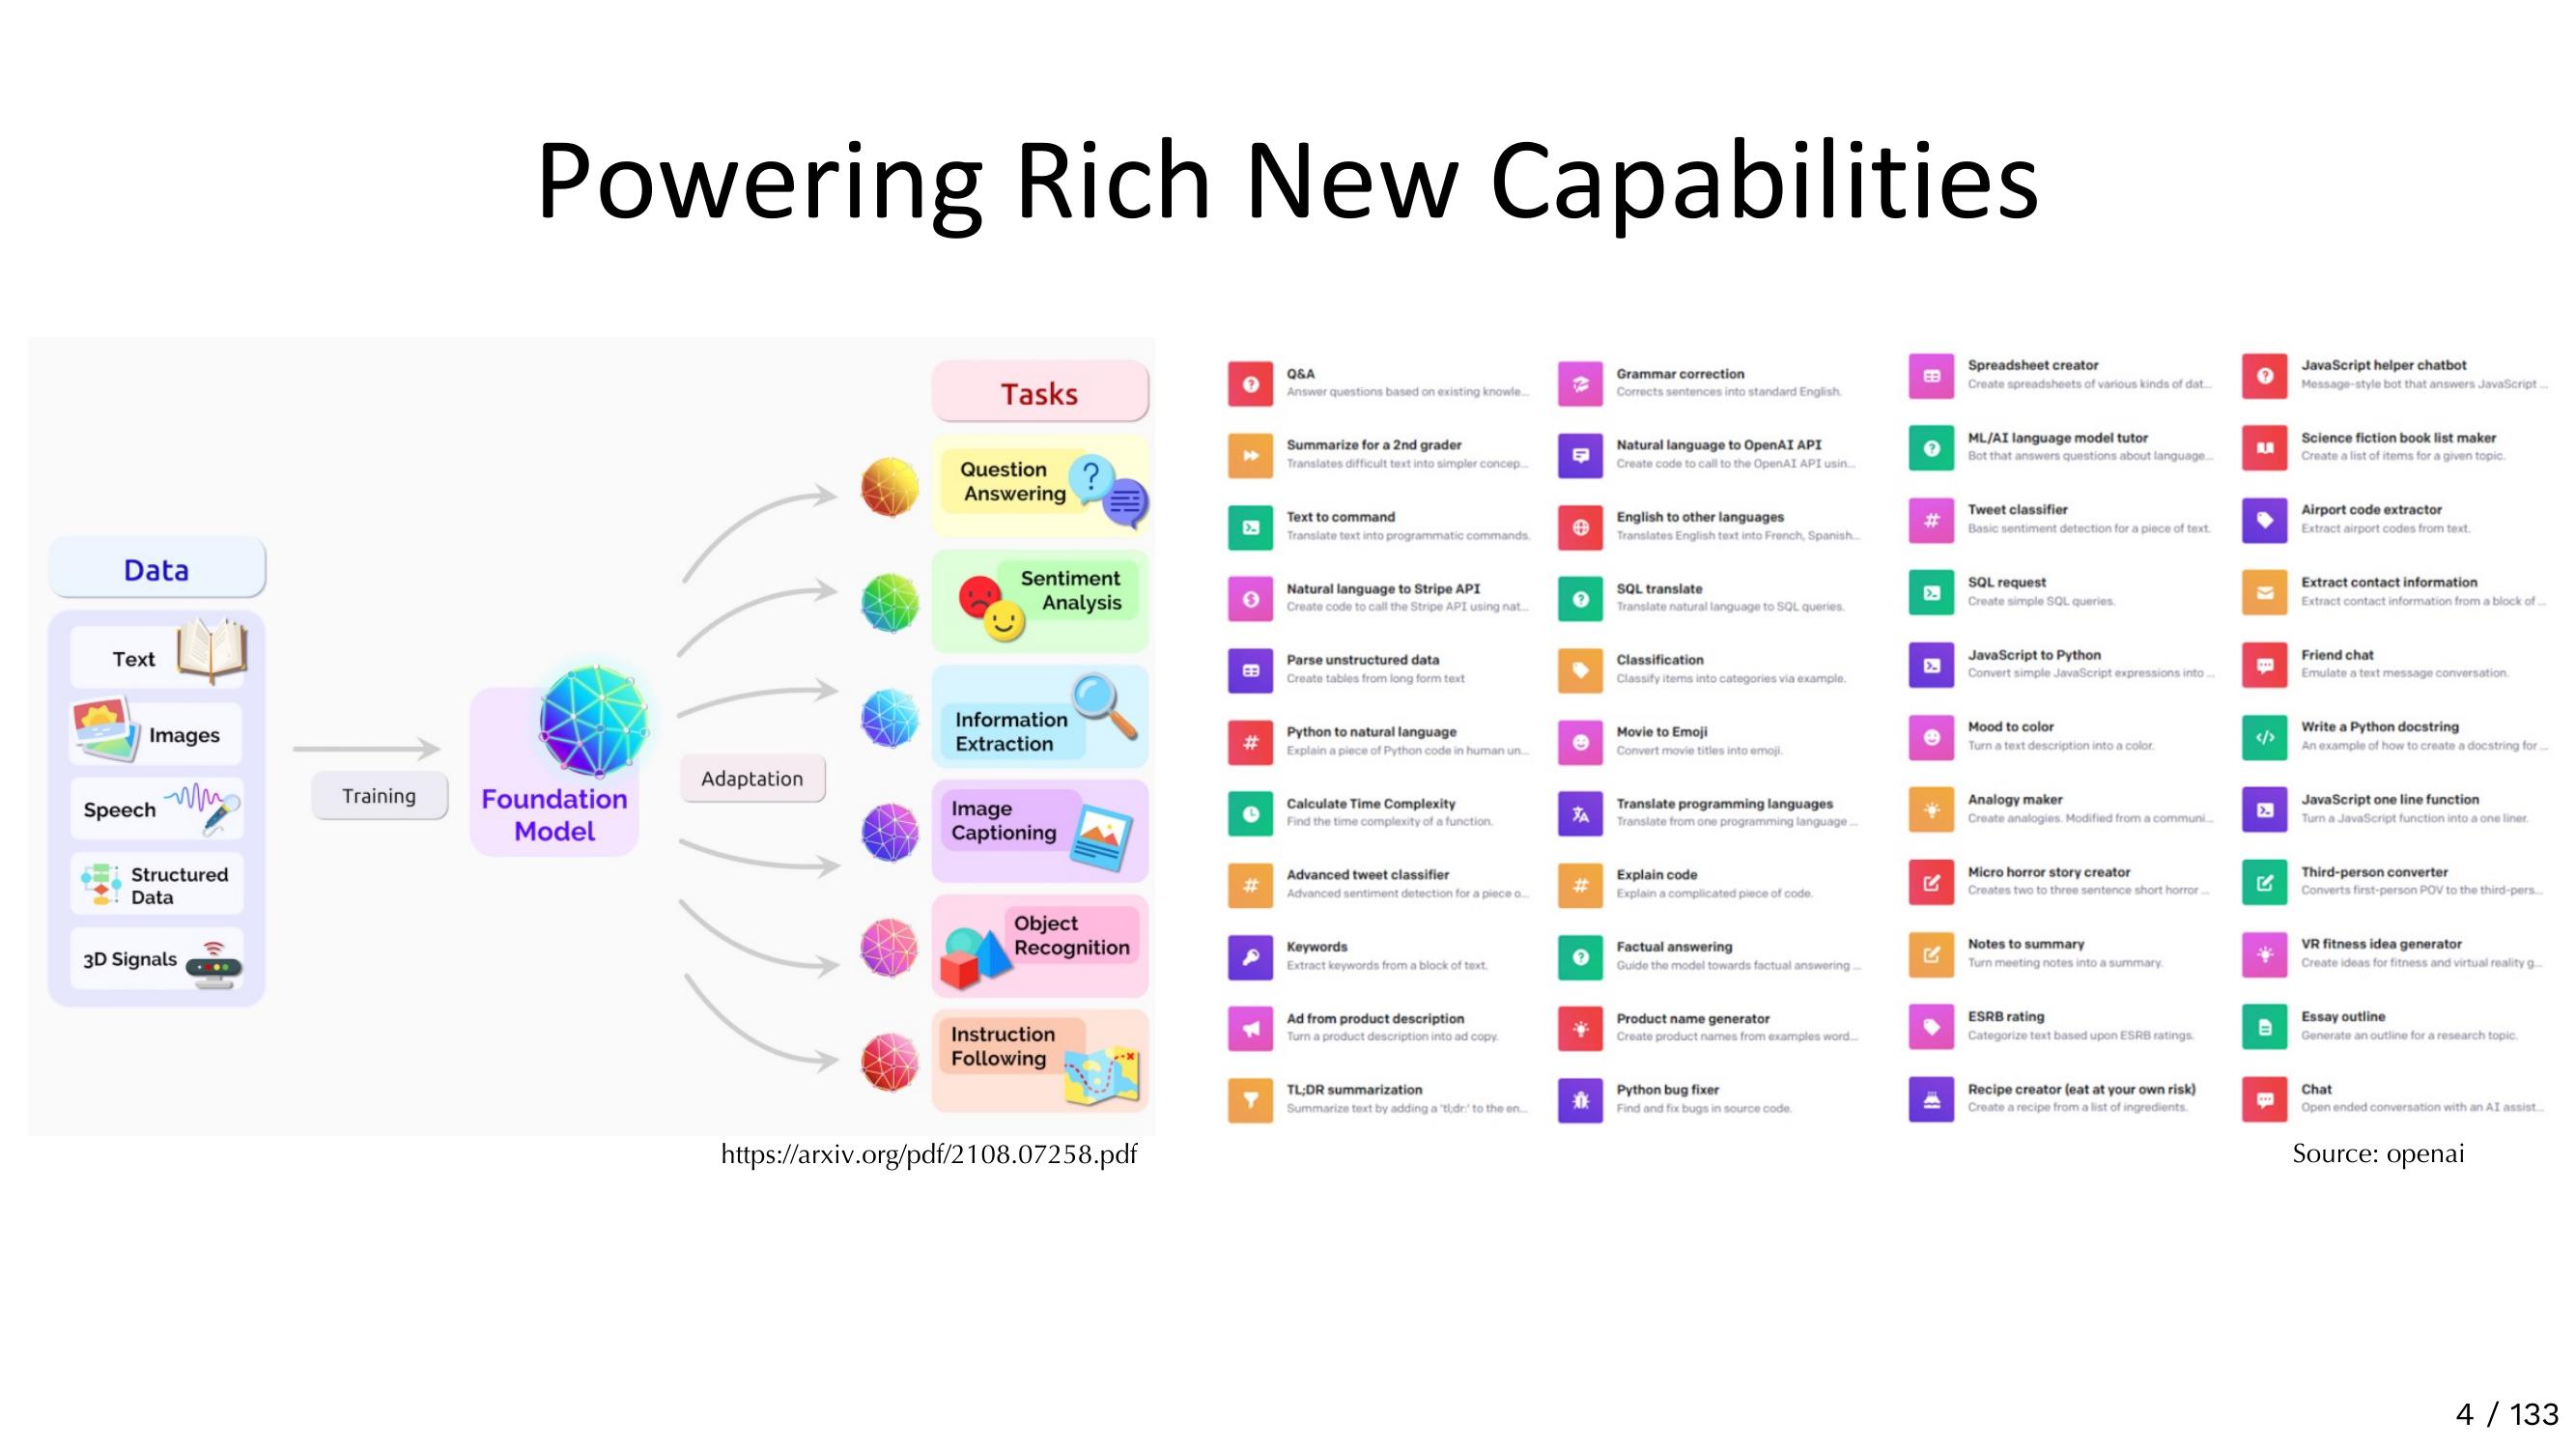 Powering Rich New Capabilities
Data
Text
Images
Speech
Structured
Data
3D Signals
Training
Foundation
Model
Adaptation
Tasks
Question
Answering
Sentiment
Analysis
Information
Extraction
Image
Captioning
Object
Recognition
Instruction
Following
https://arxiv.org/pdf/2108.07258.pdf
Q&A
Answer questions based on existing knowle...
Summarize for a 2nd grader
Translates difficult text into simpler concep...
Text to command
Translate text into programmatic commands.
Natural language to Stripe API
Create code to call the Stripe API using nat...
Parse unstructured data
Create tables from long form text
Python to natural language
Explain a piece of Python code in human un...
Calculate Time Complexity
Find the time complexity of a function.
Advanced tweet classifier
Advanced sentiment detection for a piece o...
Keywords
Extract keywords from a block of text.
Ad from product description
Turn a product description into ad copy.
TL;DR summarization
Summarize text by adding a 'tl;dr:' to the en...
Grammar correction
Corrects sentences into standard English.
Natural language to OpenAI API
Create code to call to the OpenAI API usin...
English to other languages
Translates English text into French, Spanish...
SQL translate
Translate natural language to SQL queries.
Classification
Classify items into categories via example.
Movie to Emoji
Convert movie titles into emoji.
Translate programming languages
Translate from one programming language ...
Explain code
Explain a complicated piece of code.
Factual answering
Guide the model towards factual answering ...
Product name generator
Create product names from examples word...
Python bug fixer
Find and fix bugs in source code.
Spreadsheet creator
Create spreadsheets of various kinds of dat...
ML/AI language model tutor
Bot that answers questions about language...
Tweet classifier
Basic sentiment detection for a piece of text.
SQL request
Create simple SQL queries.
JavaScript to Python
Convert simple JavaScript expressions into ...
Mood to color
Turn a text description into a color.
Analogy maker
Create analogies. Modified from a communi...
Micro horror story creator
Creates two to three sentence short horror ...
Notes to summary
Turn meeting notes into a summary.
ESRB rating
Categorize text based upon ESRB ratings.
Recipe creator (eat at your own risk)
Create a recipe from a list of ingredients.
JavaScript helper chatbot
Message-style bot that answers JavaScript ...
Science fiction book list maker
Create a list of items for a given topic.
Airport code extractor
Extract airport codes from text.
Extract contact information
Extract contact information from a block of ...
Friend chat
Emulate a text message conversation.
Write a Python docstring
An example of how to create a docstring for ...
JavaScript one line function
Turn a JavaScript function into a one liner.
Third-person converter
Converts first-person POV to the third-pers...
VR fitness idea generator
Create ideas for fitness and virtual reality g...
Essay outline
Generate an outline for a research topic.
Chat
Open ended conversation with an AI assist...
Source: openai
4 / 133